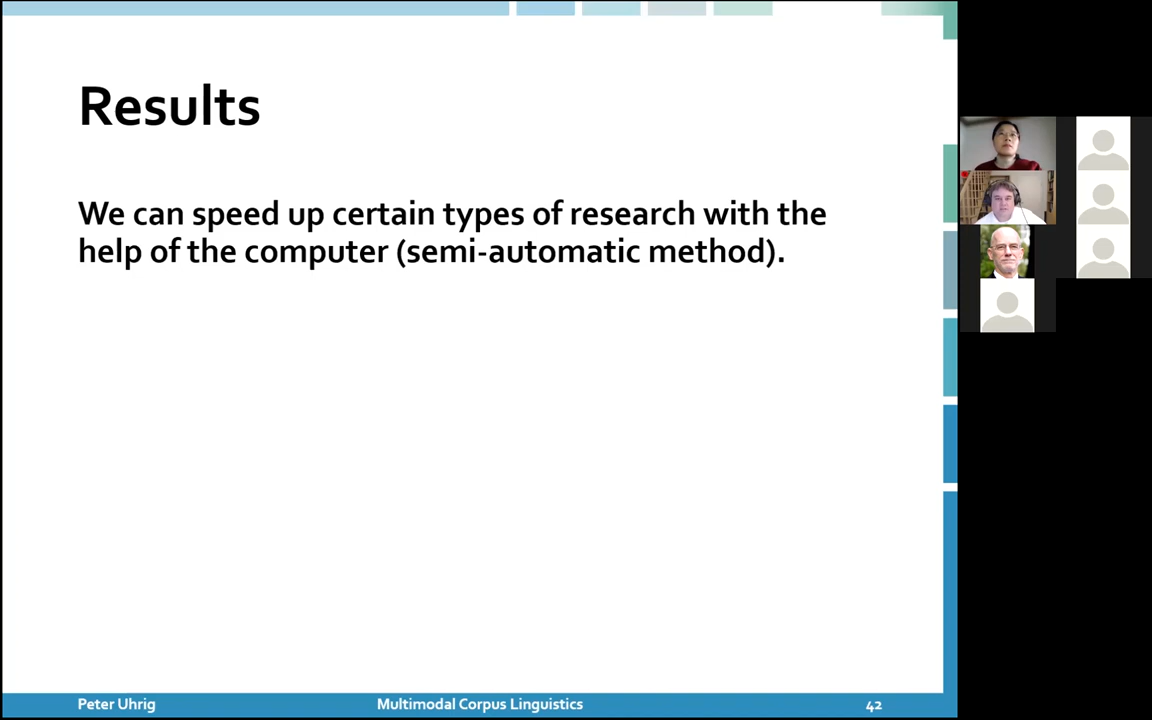 Results
We can speed up certain types of research with the
help of the computer (semi-automatic method).
Peter Uhrig
Multimodal Corpus Linguistics
42